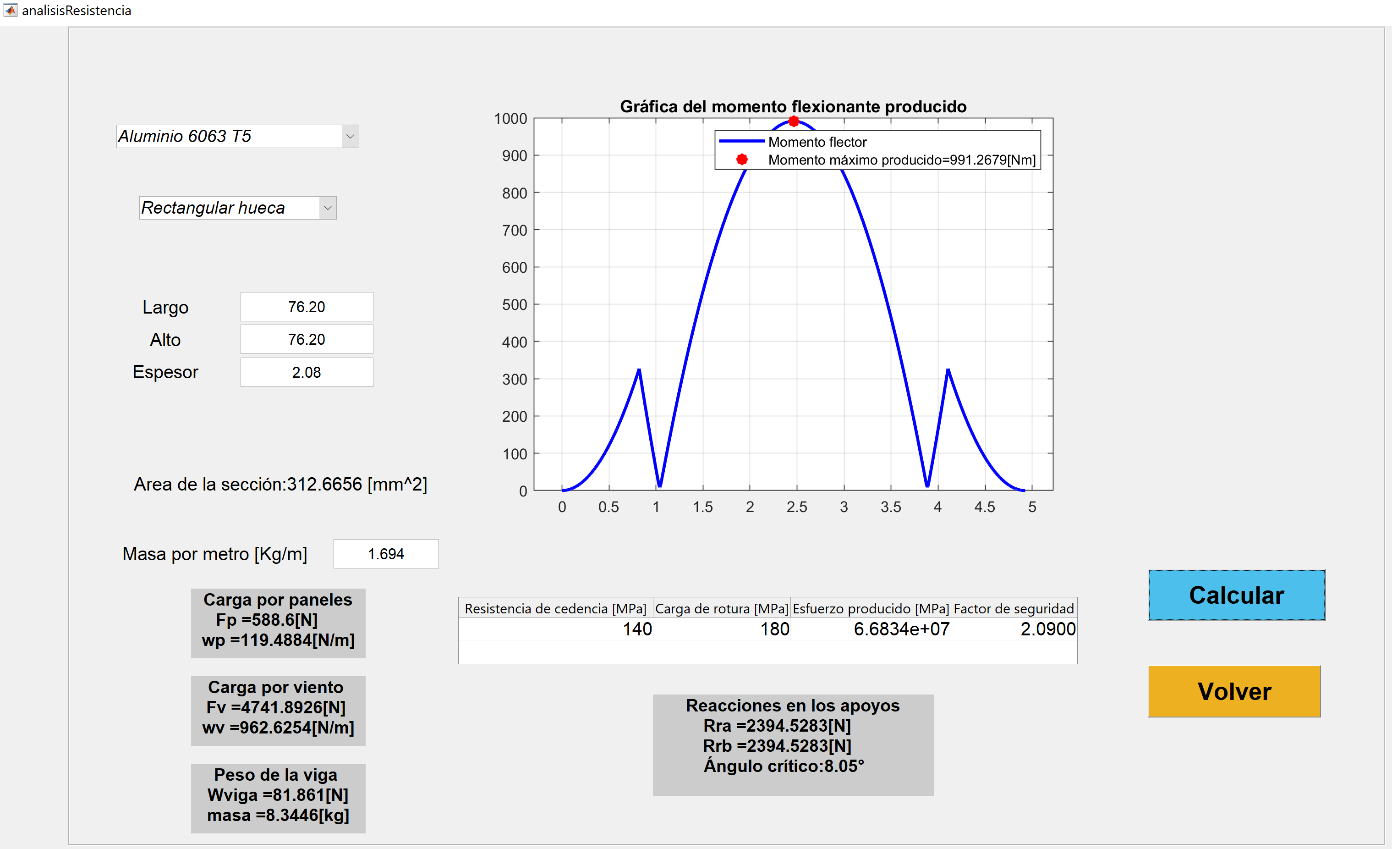 analisisResistencia
Aluminio 6063 T5
Rectangular hueca
Largo 76.20
Alto 76.20
Espesor 2.08
Area de la sección:312.6656 [mm^2]
Masa por metro [Kg/m] 1.694
Carga por paneles
Fp =588.6[N]
wp =119.4884[N/m]
Carga por viento
Fv =4741.8926[N]
wv =962.6254[N/m]
Peso de la viga
Wviga =81.861[N]
masa =8.3446[kg]
Gráfica del momento flexionante producido
Momento flector
Momento máximo producido=991.2679[Nm]
1000
900
800
700
600
500
400
300
200
100
0
0 0.5 1 1.5 2 2.5 3 3.5 4 4.5 5
Resistencia de cedencia [MPa] Carga de rotura [MPa] Esfuerzo producido [MPa] Factor de seguridad
140 180 6.6834e+07 2.0900
Reacciones en los apoyos
Rra =2394.5283[N]
Rrb =2394.5283[N]
Ángulo crítico:8.05°
Calcular
Volver